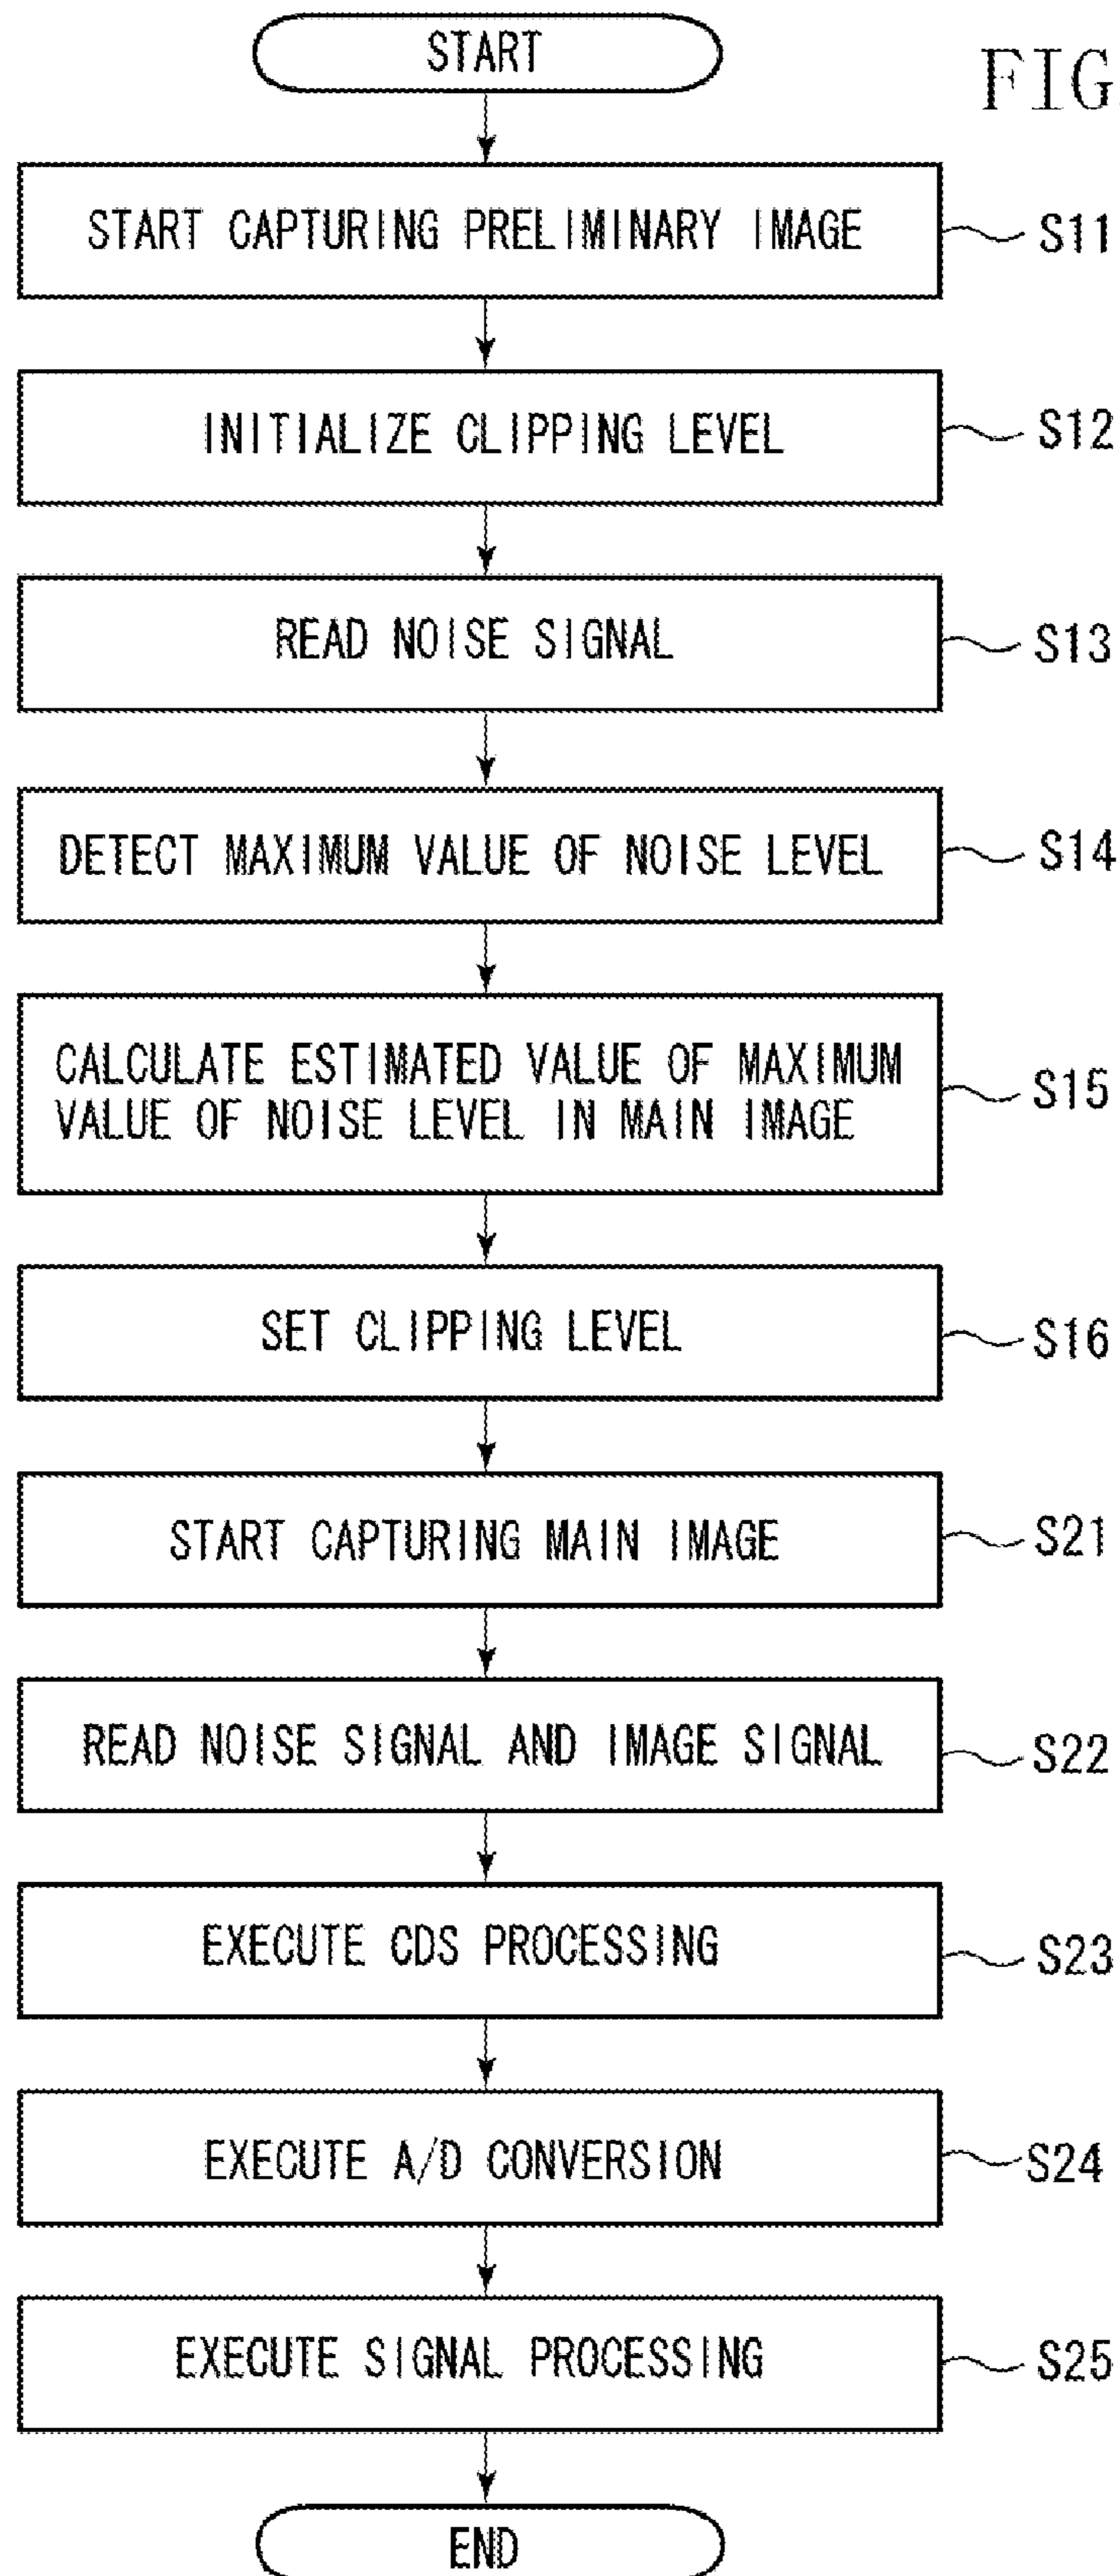 START
FIG.
START CAPTURING PRELIMINARY IMAGE
S11
INITIALIZE CLIPPING LEVEL
S12
READ NOISE SIGNAL
S13
DETECT MAXIMUM VALUE OF NOISE LEVEL
S14
CALCULATE ESTIMATED VALUE OF MAXIMUM
VALUE OF NOISE LEVEL IN MAIN IMAGE
S15
SET CLIPPING LEVEL
S16
START CAPTURING MAIN IMAGE
S21
READ NOISE SIGNAL AND IMAGE SIGNAL
S22
EXECUTE CDS PROCESSING
S23
EXECUTE A/D CONVERSION
S24
EXECUTE SIGNAL PROCESSING
S25
END